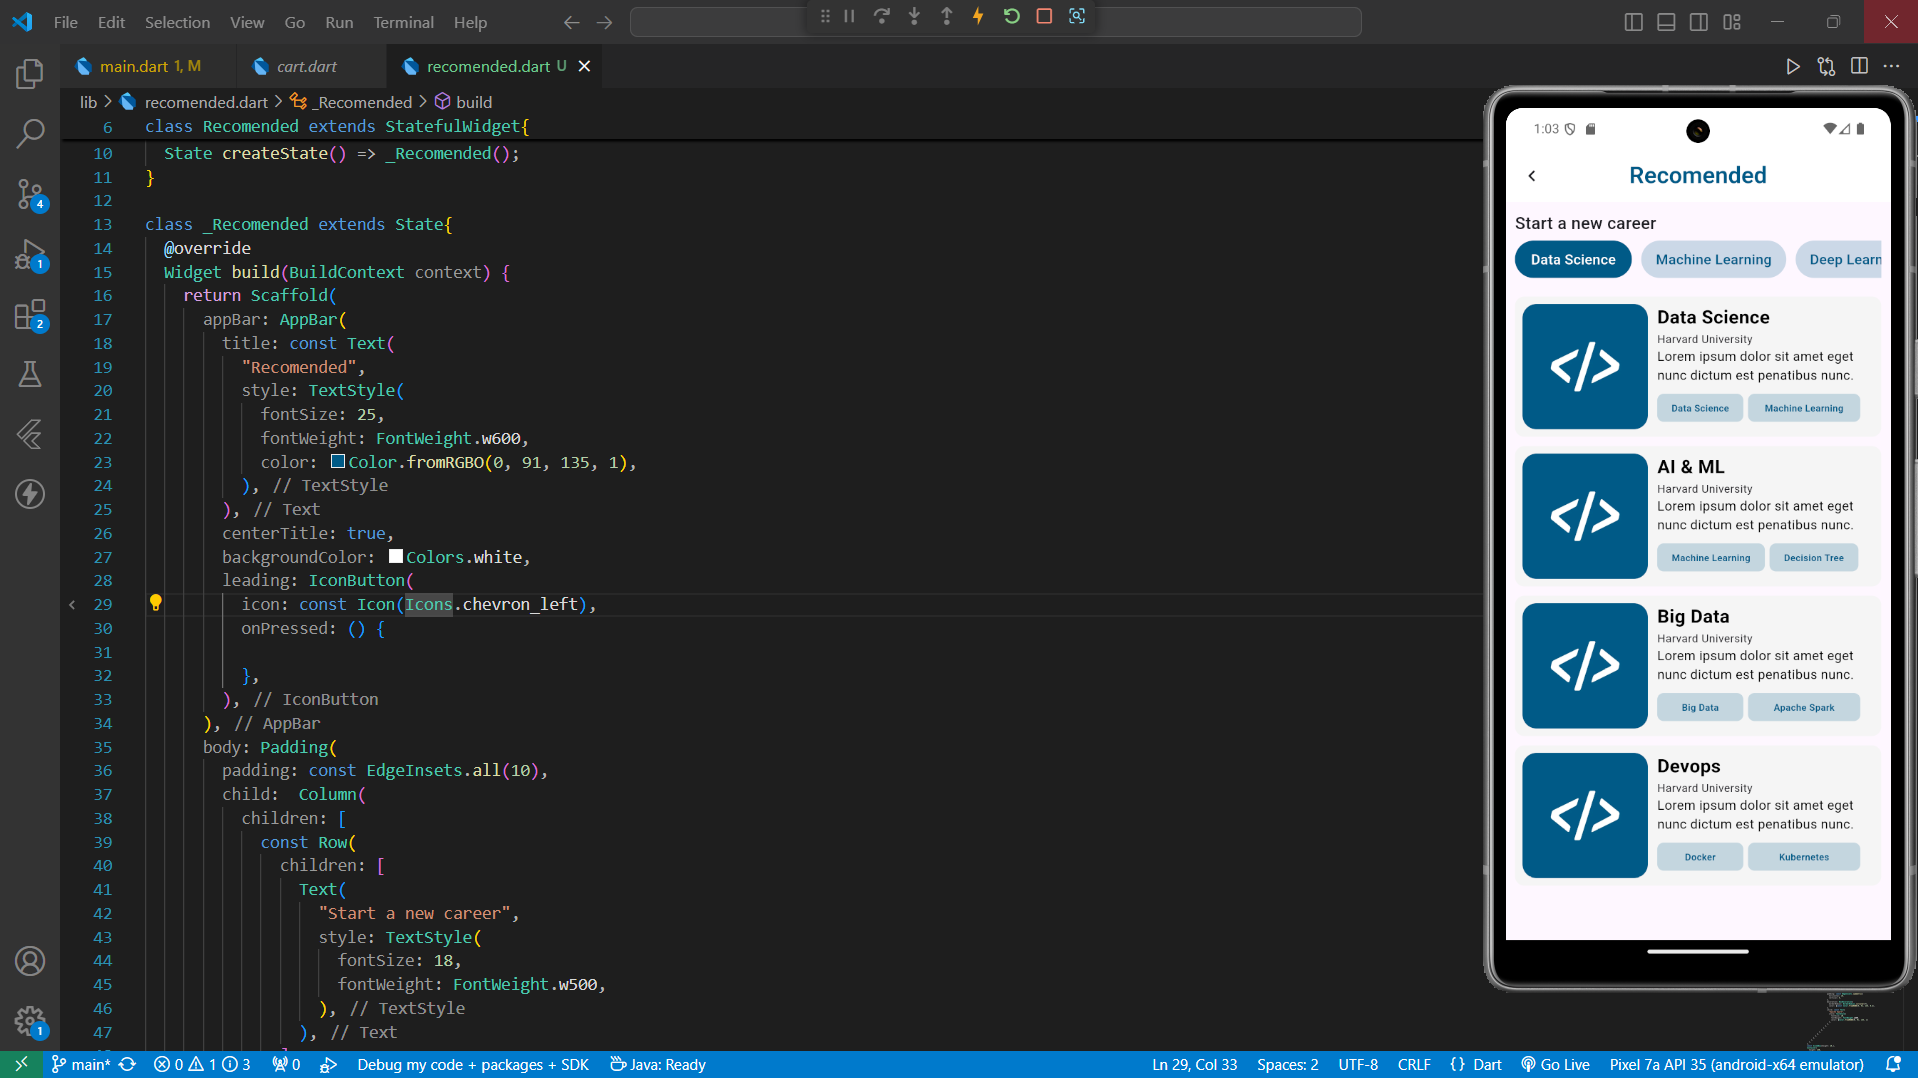 File Edit Selection View Go Run Terminal Help
main.dart 1, M
cart.dart
recomended.dart U
lib > recomended.dart > _Recomended > build
6 class Recomended extends StatefulWidget{
10 State createState() => _Recomended();
11 }
12
13 class _Recomended extends State{
14 @override
15 Widget build(BuildContext context) {
16 return Scaffold(
17 appBar: AppBar(
18 title: const Text(
19 "Recomended",
20 style: TextStyle(
21 fontSize: 25,
22 fontWeight: FontWeight.w600,
23 color: Color.fromRGBO(0, 91, 135, 1),
24 ), // TextStyle
25 ), // Text
26 centerTitle: true,
27 backgroundColor: Colors.white,
28 leading: IconButton(
29 icon: const Icon(Icons.chevron_left),
30 onPressed: () {
31
32 },
33 ), // IconButton
34 ), // AppBar
35 body: Padding(
36 padding: const EdgeInsets.all(10),
37 child:  Column(
38 children: [
39 const Row(
40 children: [
41 Text(
42 "Start a new career",
43 style: TextStyle(
44 fontSize: 18,
45 fontWeight: FontWeight.w500,
46 ), // TextStyle
47 ), // Text
4
1
2
1
1:03
Recomended
Start a new career
Data Science Machine Learning Deep Learn
Data Science
Harvard University
Lorem ipsum dolor sit amet eget
nunc dictum est penatibus nunc.
Data Science Machine Learning
AI & ML
Harvard University
Lorem ipsum dolor sit amet eget
nunc dictum est penatibus nunc.
Machine Learning Decision Tree
Big Data
Harvard University
Lorem ipsum dolor sit amet eget
nunc dictum est penatibus nunc.
Big Data Apache Spark
Devops
Harvard University
Lorem ipsum dolor sit amet eget
nunc dictum est penatibus nunc.
Docker Kubernetes
main* 0 1 3 0 Debug my code + packages + SDK Java: Ready Ln 29, Col 33 Spaces: 2 UTF-8 CRLF {} Dart Go Live Pixel 7a API 35 (android-x64 emulator)